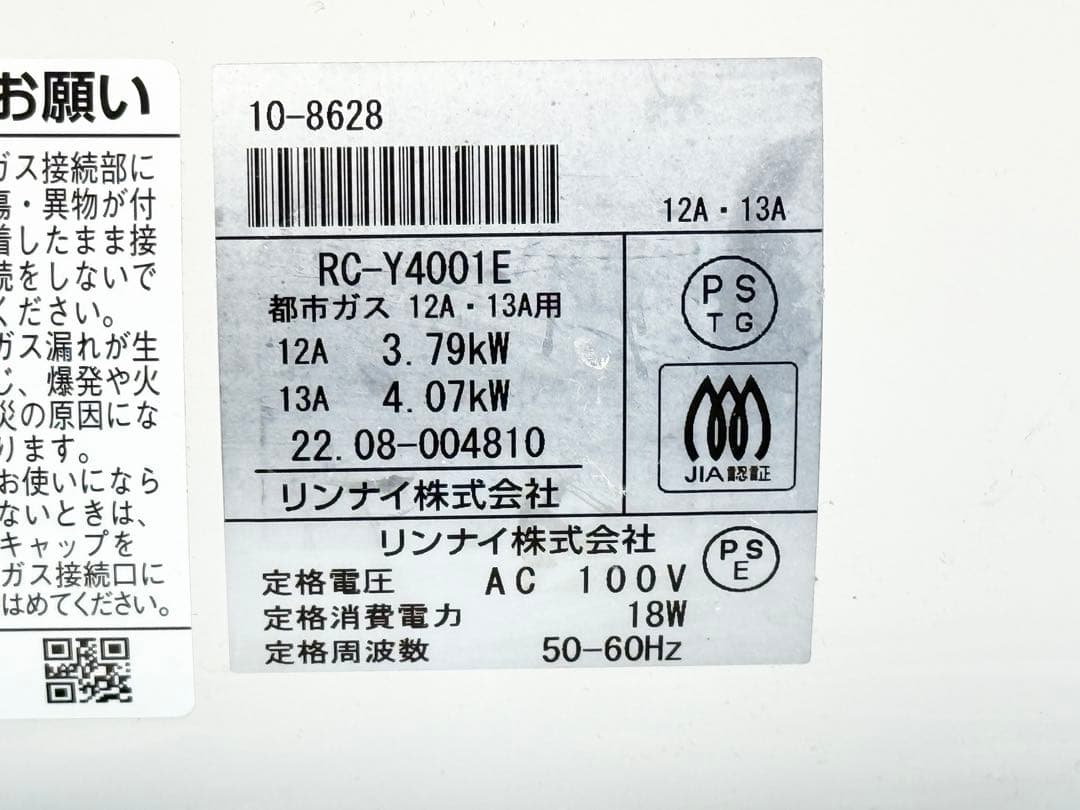 お願い
ガス接続部に
傷・異物が付
着したまま接
続をしないで
ください。
ガス漏れが生
じ、爆発や火
災の原因にな
ります。
お使いになら
ないときは、
キャップを
ガス接続口に
はめてください。
10-8628
12A・13A
RC-Y4001E
都市ガス 12A・13A用
12A 3.79kW
13A 4.07kW
22.08-004810
リンナイ株式会社
PS
TG
JIA認証
リンナイ株式会社
PS
E
定格電圧 AC 100V
定格消費電力 18W
定格周波数 50-60Hz